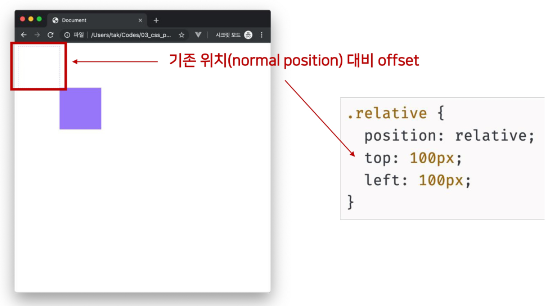 Document
파일 | /Users/tak/Codes/03_css_p...
시크릿 모드
기존 위치(normal position) 대비 offset
.relative {
position: relative;
top: 100px;
left: 100px;
}